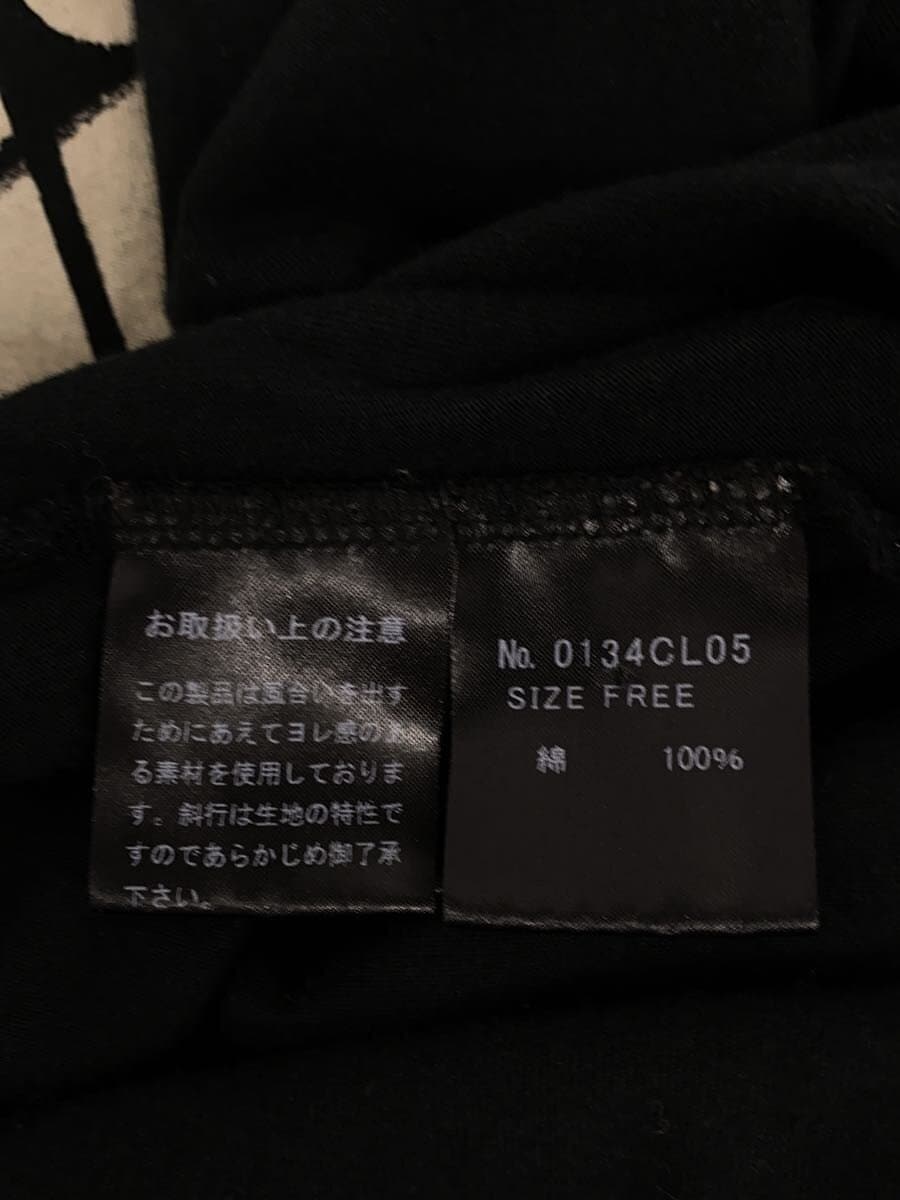 お取扱い上の注意
この製品は風合いを出す
ためにあえてヨレ感のあ
る素材を使用しておりま
す。斜行は生地の特性で
すのであらかじめ御了承
下さい。
No. 0134CL05
SIZE FREE
綿 100%